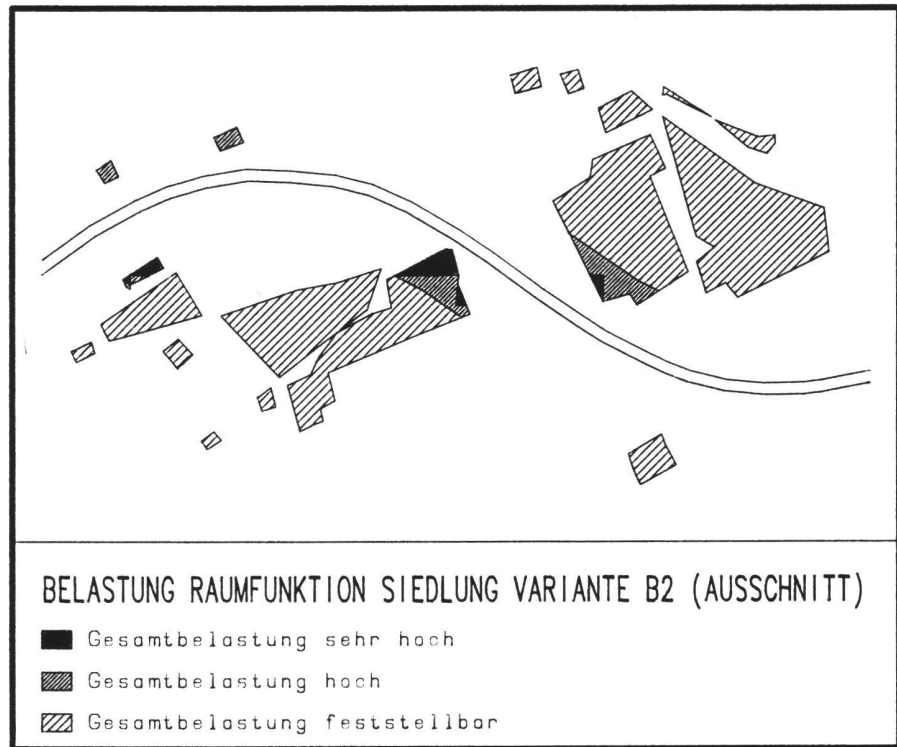 BELASTUNG RAUMFUNKTION SIEDLUNG VARIANTE B2 (AUSSCHNITT)
Gesamtbelastung sehr hoch
Gesamtbelastung hoch
Gesamtbelastung feststellbar